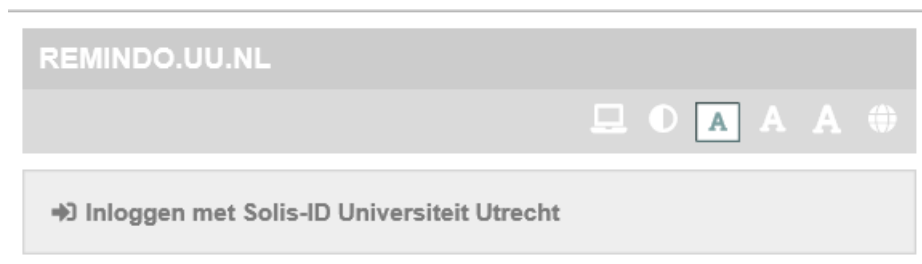 REMINDO.UU.NL
A A A
Inloggen met Solis-ID Universiteit Utrecht